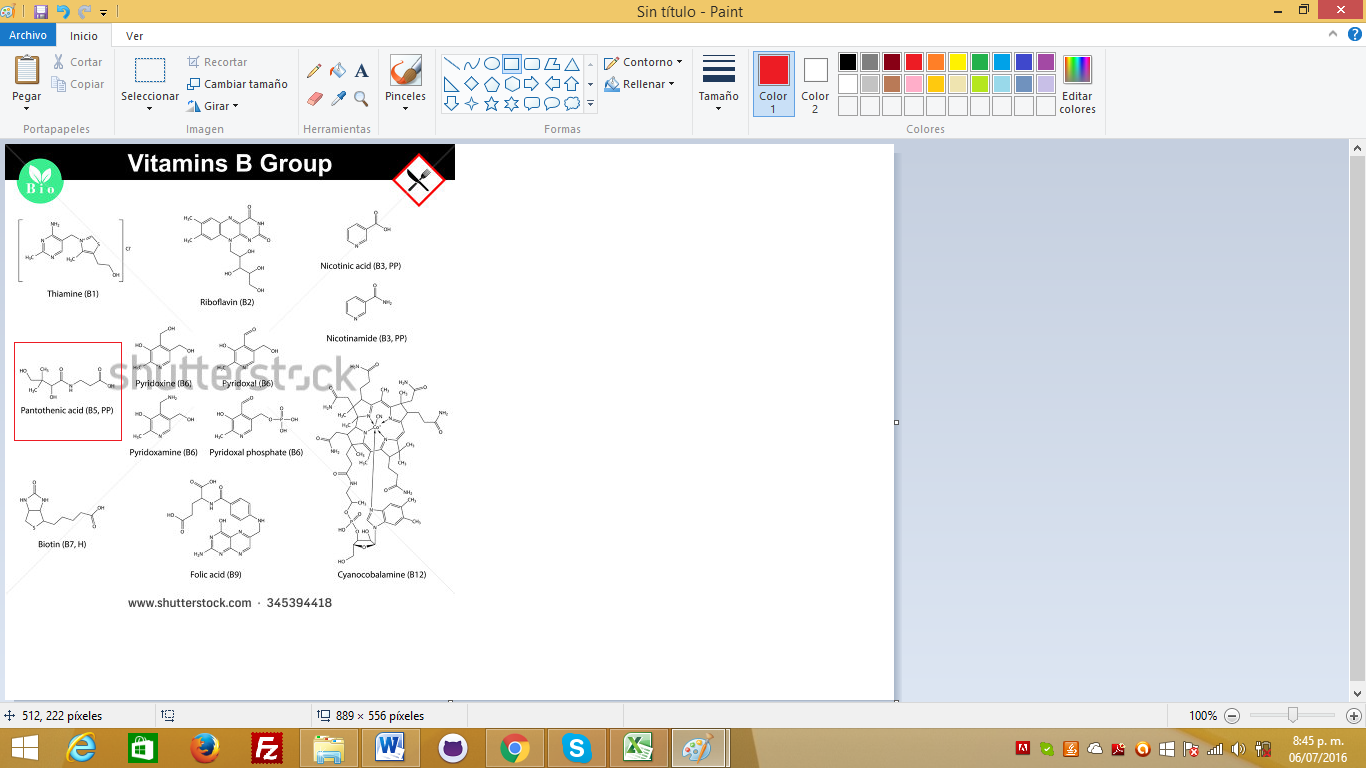 Sin título - Paint
Archivo Inicio Ver
Pegar
Cortar
Copiar
Portapapeles
Seleccionar
Recortar
Cambiar tamaño
Girar
Imagen
A
Herramientas
Pinceles
Contorno
Rellenar
Formas
Tamaño
Color 1
Color 2
Editar colores
Colores
Vitamins B Group
Bio
Thiamine (B1)
Riboflavin (B2)
Nicotinic acid (B3, PP)
Nicotinamide (B3, PP)
shutterstock
Pantothenic acid (B5, PP)
Pyridoxine (B6)
Pyridoxal (B6)
Pyridoxamine (B6)
Pyridoxal phosphate (B6)
Biotin (B7, H)
Folic acid (B9)
Cyanocobalamine (B12)
www.shutterstock.com · 345394418
512, 222 píxeles
889 × 556 píxeles
100%
8:45 p. m.
06/07/2016